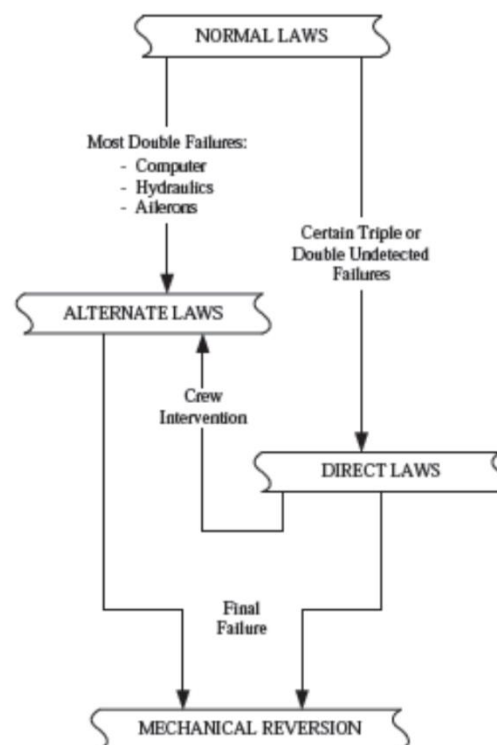 NORMAL LAWS
Most Double Failures:
- Computer
- Hydraulics
- Ailerons
Certain Triple or
Double Undetected
Failures
ALTERNATE LAWS
Crew
Intervention
DIRECT LAWS
Final
Failure
MECHANICAL REVERSION